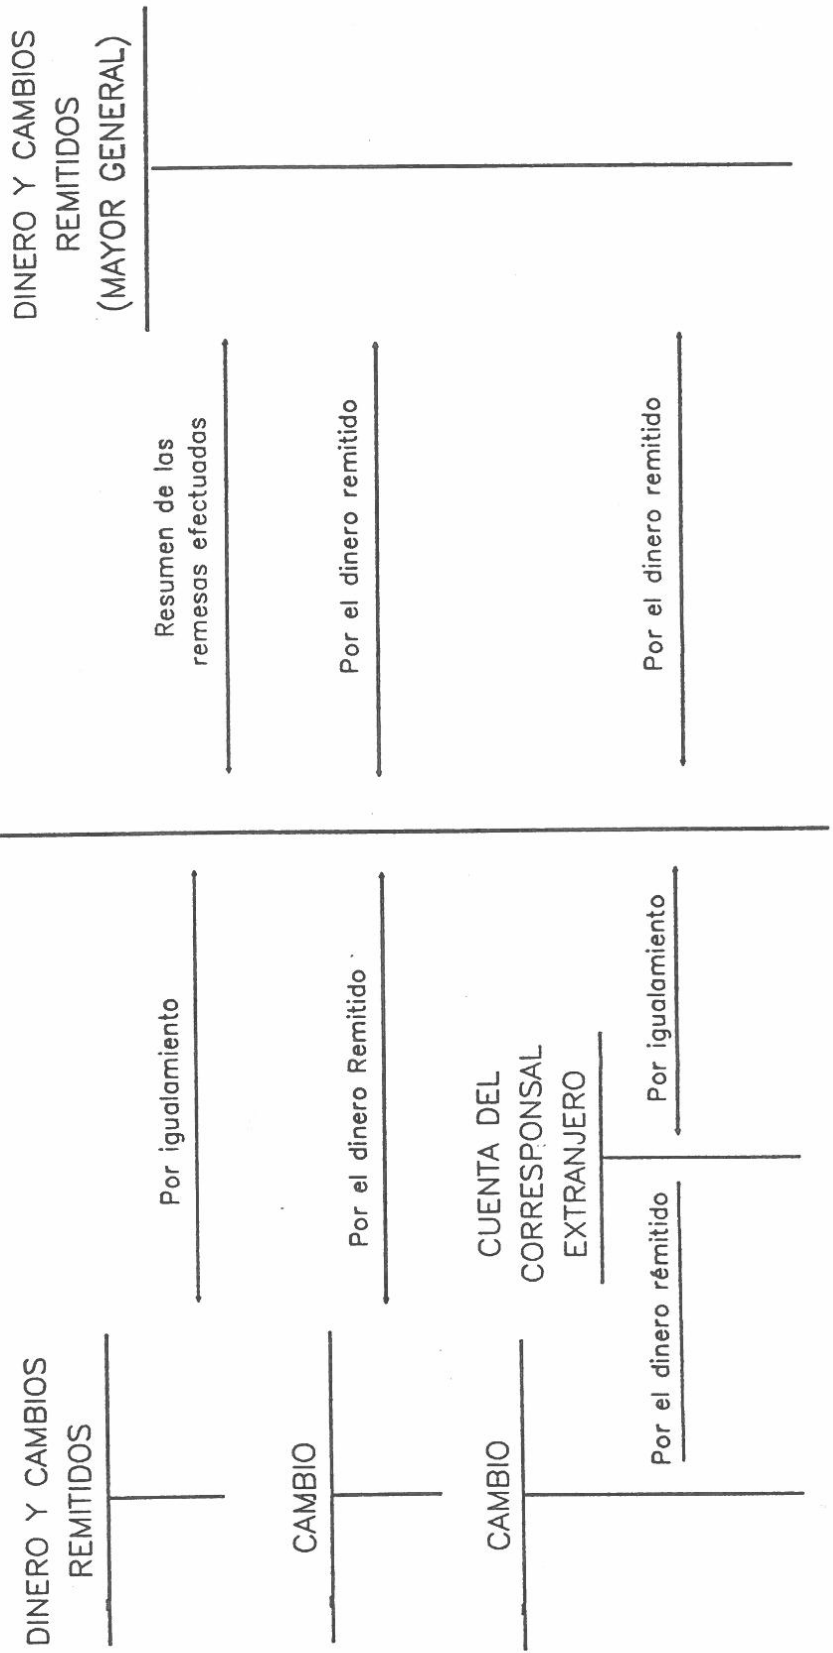 DINERO Y CAMBIOS
REMITIDOS
Por igualamiento
Resumen de las
remesas efectuadas
DINERO Y CAMBIOS
REMITIDOS
(MAYOR GENERAL)
CAMBIO
Por el dinero Remitido
Por el dinero remitido
CAMBIO
CUENTA DEL
CORRESPONSAL
EXTRANJERO
Por el dinero rémitido
Por igualamiento
Por el dinero remitido